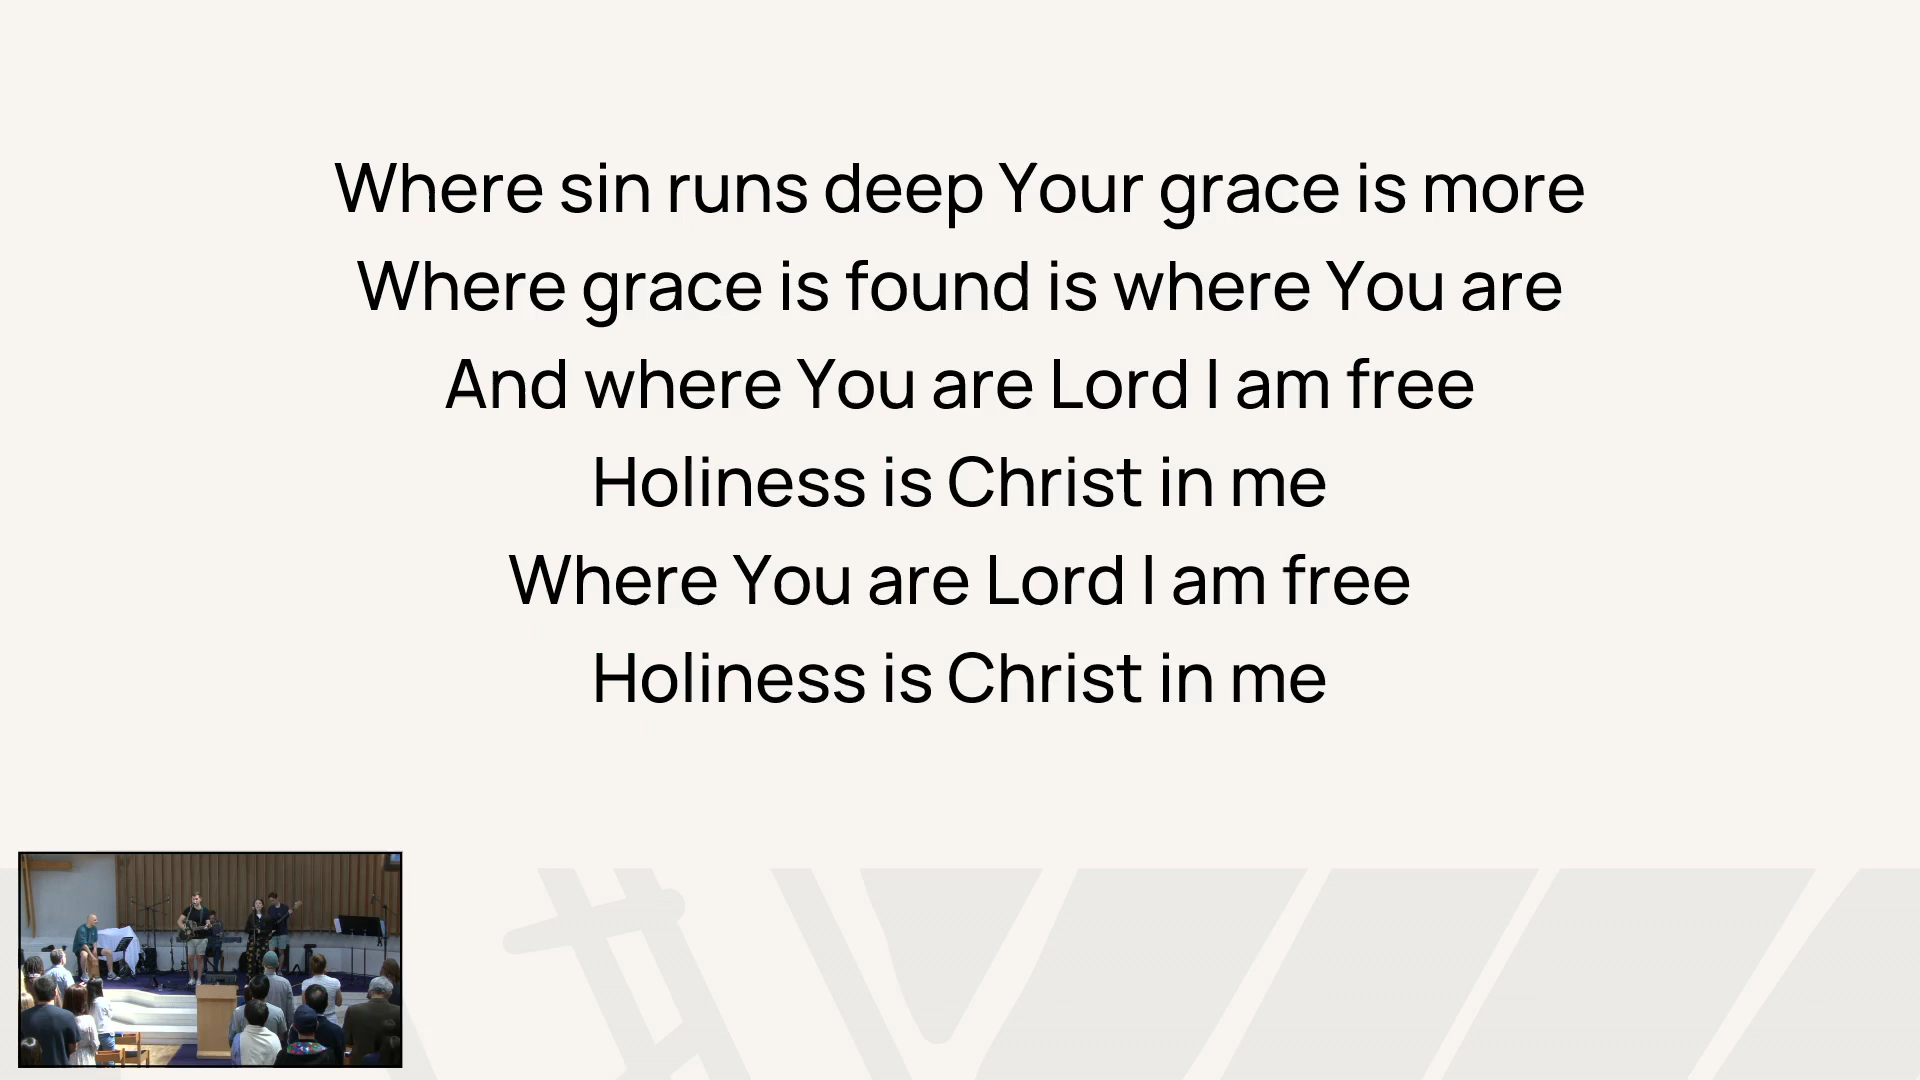 Where sin runs deep Your grace is more
Where grace is found is where You are
And where You are Lord I am free
Holiness is Christ in me
Where You are Lord I am free
Holiness is Christ in me